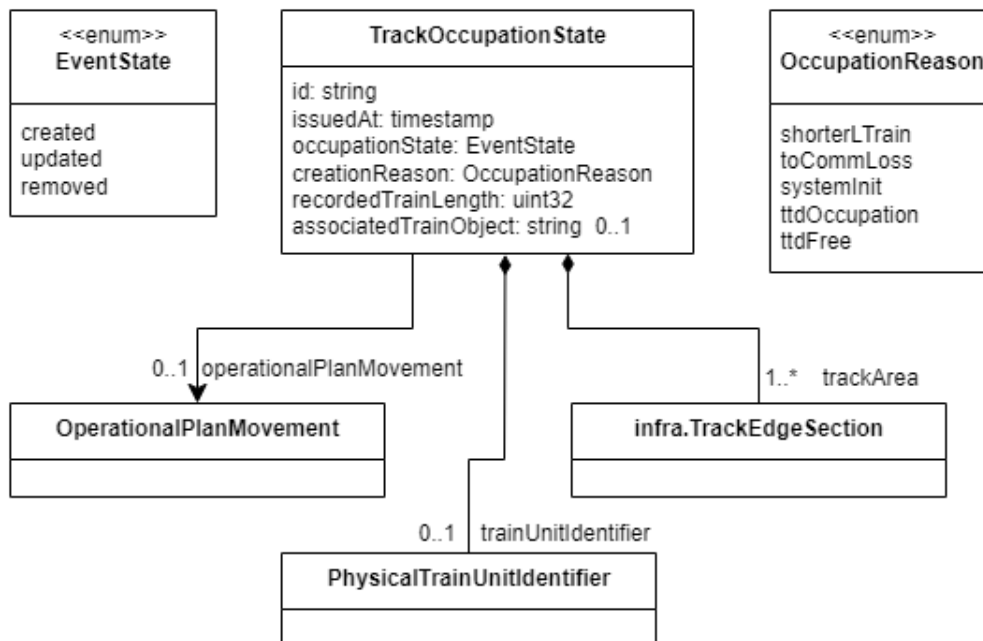 <<enum>>
EventState
created
updated
removed
TrackOccupationState
id: string
issuedAt: timestamp
occupationState: EventState
creationReason: OccupationReason
recordedTrainLength: uint32
associatedTrainObject: string 0..1
<<enum>>
OccupationReason
shorterLTrain
toCommLoss
systemInit
ttdOccupation
ttdFree
0..1 operationalPlanMovement
1..* trackArea
OperationalPlanMovement
infra.TrackEdgeSection
0..1 trainUnitIdentifier
PhysicalTrainUnitIdentifier